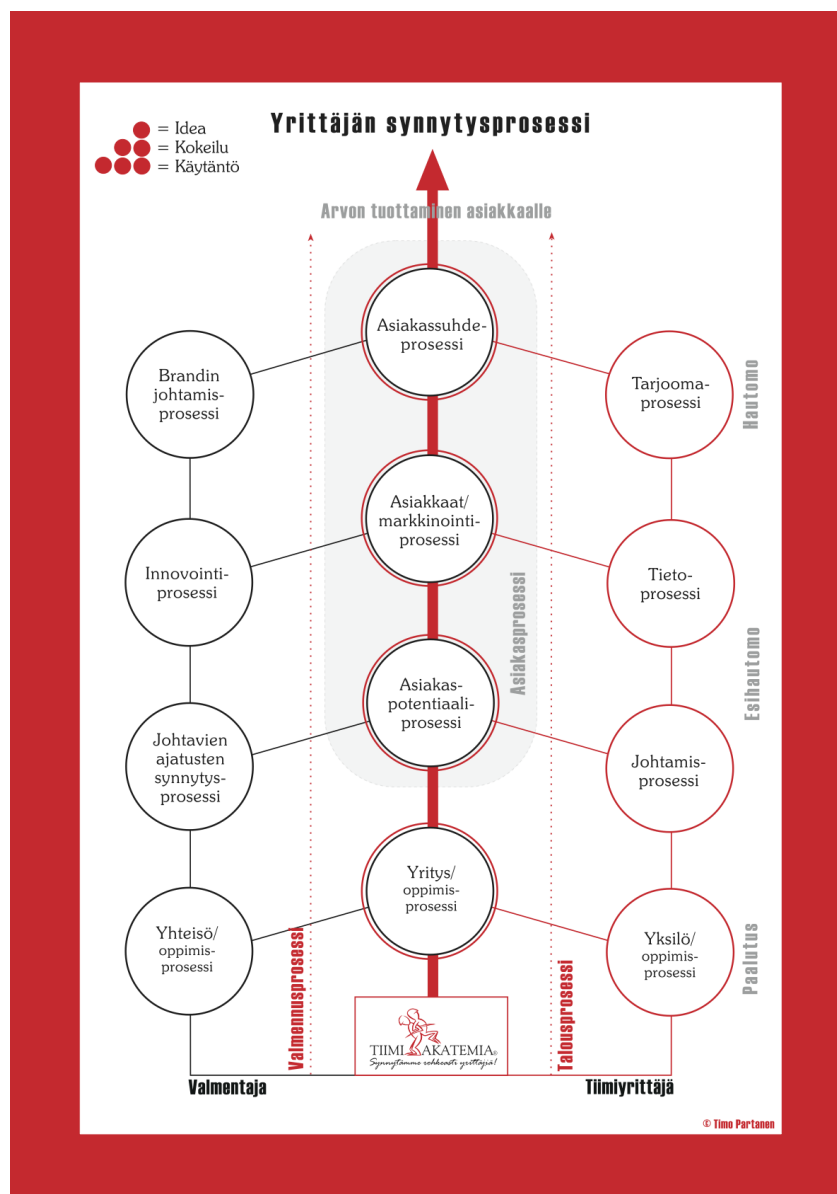 Yrittäjän synnytysprosessi
= Idea
= Kokeilu
= Käytäntö
Arvon tuottaminen asiakkaalle
Asiakassuhde-
prosessi
Brandin
johtamis-
prosessi
Tarjooma-
prosessi
Hautomo
Asiakkaat/
markkinointi-
prosessi
Innovointi-
prosessi
Tieto-
prosessi
Asiakasprosessi
Esihautomo
Asiakas-
potentiaali-
prosessi
Johtavien
ajatusten
synnytys-
prosessi
Johtamis-
prosessi
Yritys/
oppimis-
prosessi
Yhteisö/
oppimis-
prosessi
Yksilö/
oppimis-
prosessi
Paalutus
Valmennusprosessi
Talousprosessi
TIIMIAKATEMIA®
Synnytämme rehkeasti yrittäjiä!
Valmentaja
Tiimiyrittäjä
© Timo Partanen